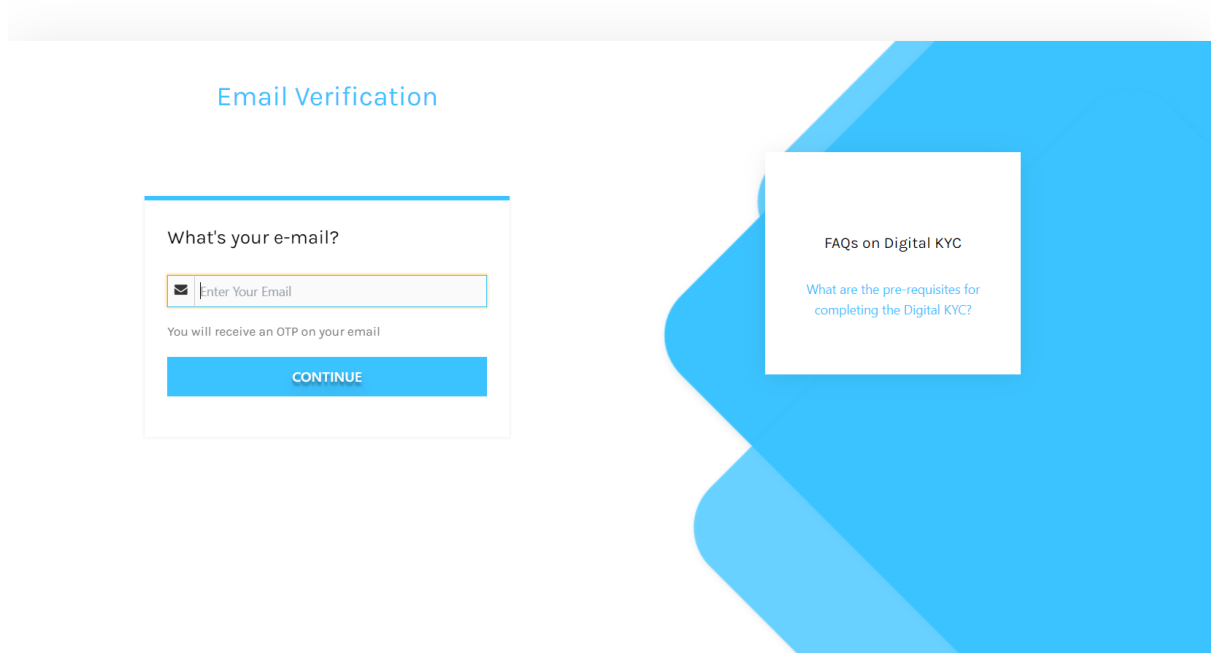 Email Verification
What's your e-mail?
Enter Your Email
You will receive an OTP on your email
CONTINUE
FAQs on Digital KYC
What are the pre-requisites for
completing the Digital KYC?